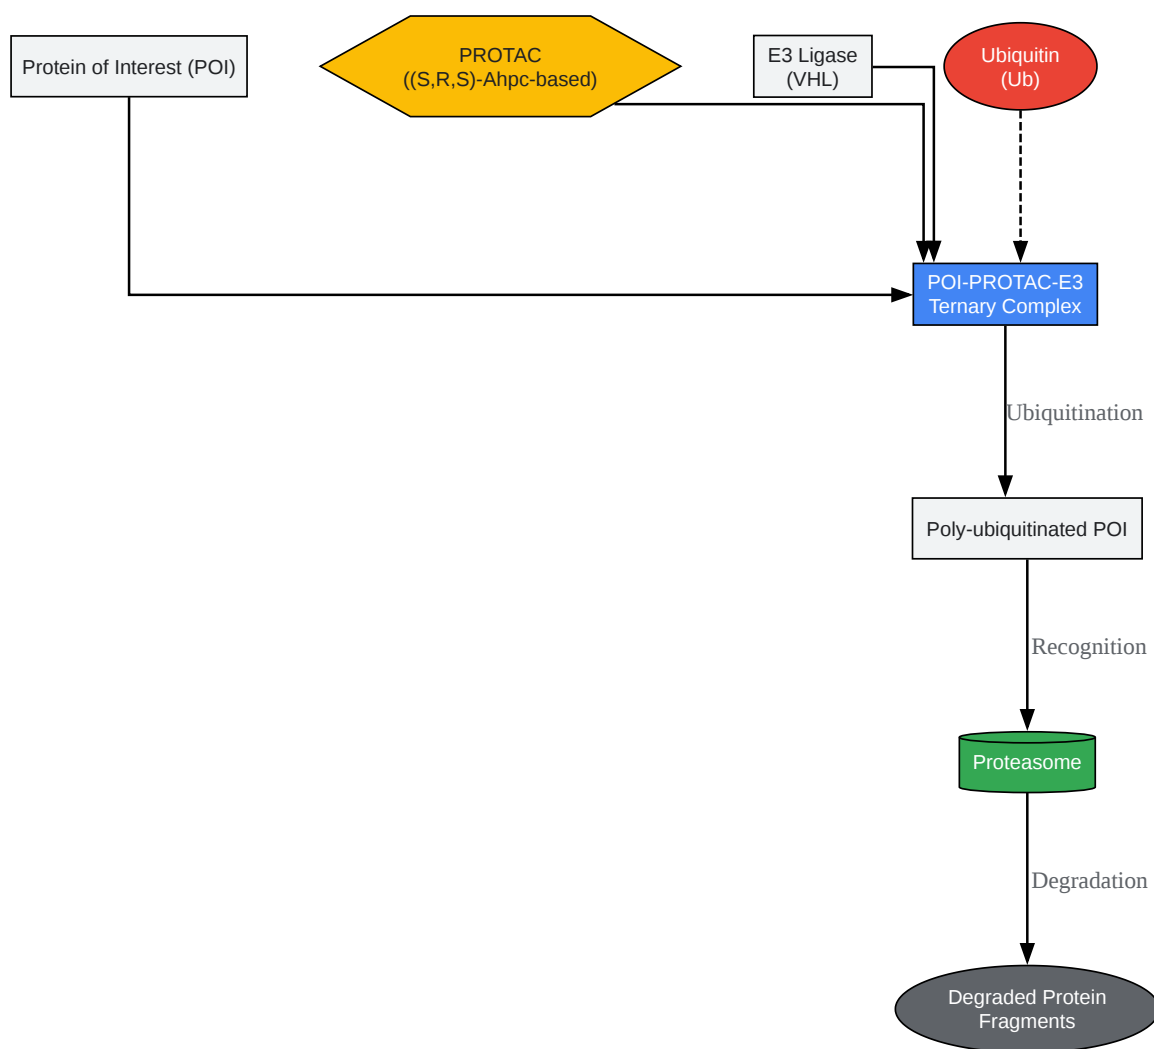 Protein of Interest (POI)
PROTAC
((S,R,S)-Ahpc-based)
E3 Ligase
(VHL)
Ubiquitin
(Ub)
POI-PROTAC-E3
Ternary Complex
Ubiquitination
Poly-ubiquitinated POI
Recognition
Proteasome
Degradation
Degraded Protein
Fragments